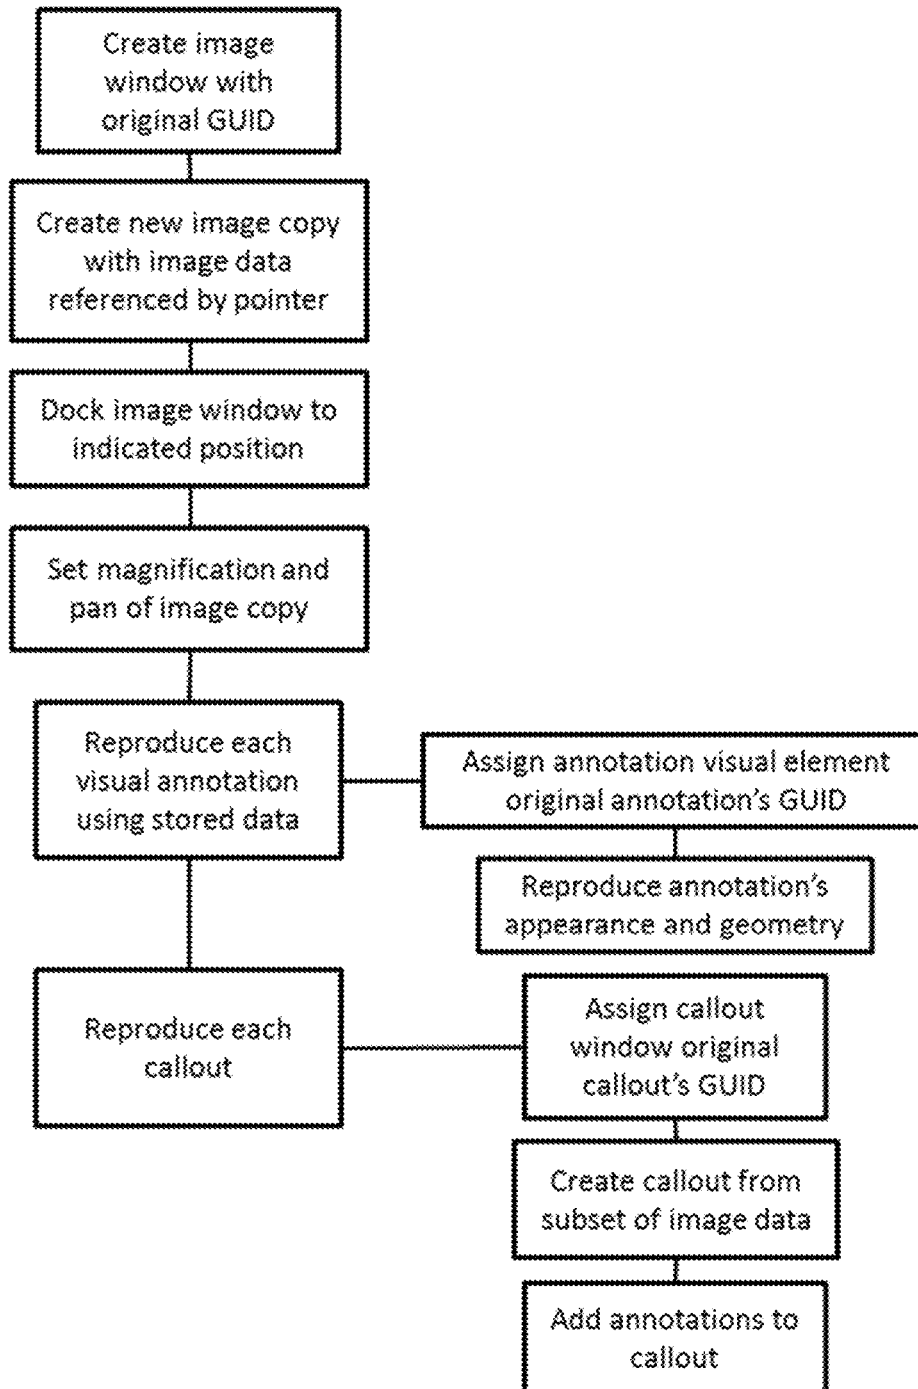 Create image
window with
original GUID
Create new image copy
with image data
referenced by pointer
Dock image window to
indicated position
Set magnification and
pan of image copy
Reproduce each
visual annotation
using stored data
Assign annotation visual element
original annotation's GUID
Reproduce annotation's
appearance and geometry
Reproduce each
callout
Assign callout
window original
callout's GUID
Create callout from
subset of image data
Add annotations to
callout